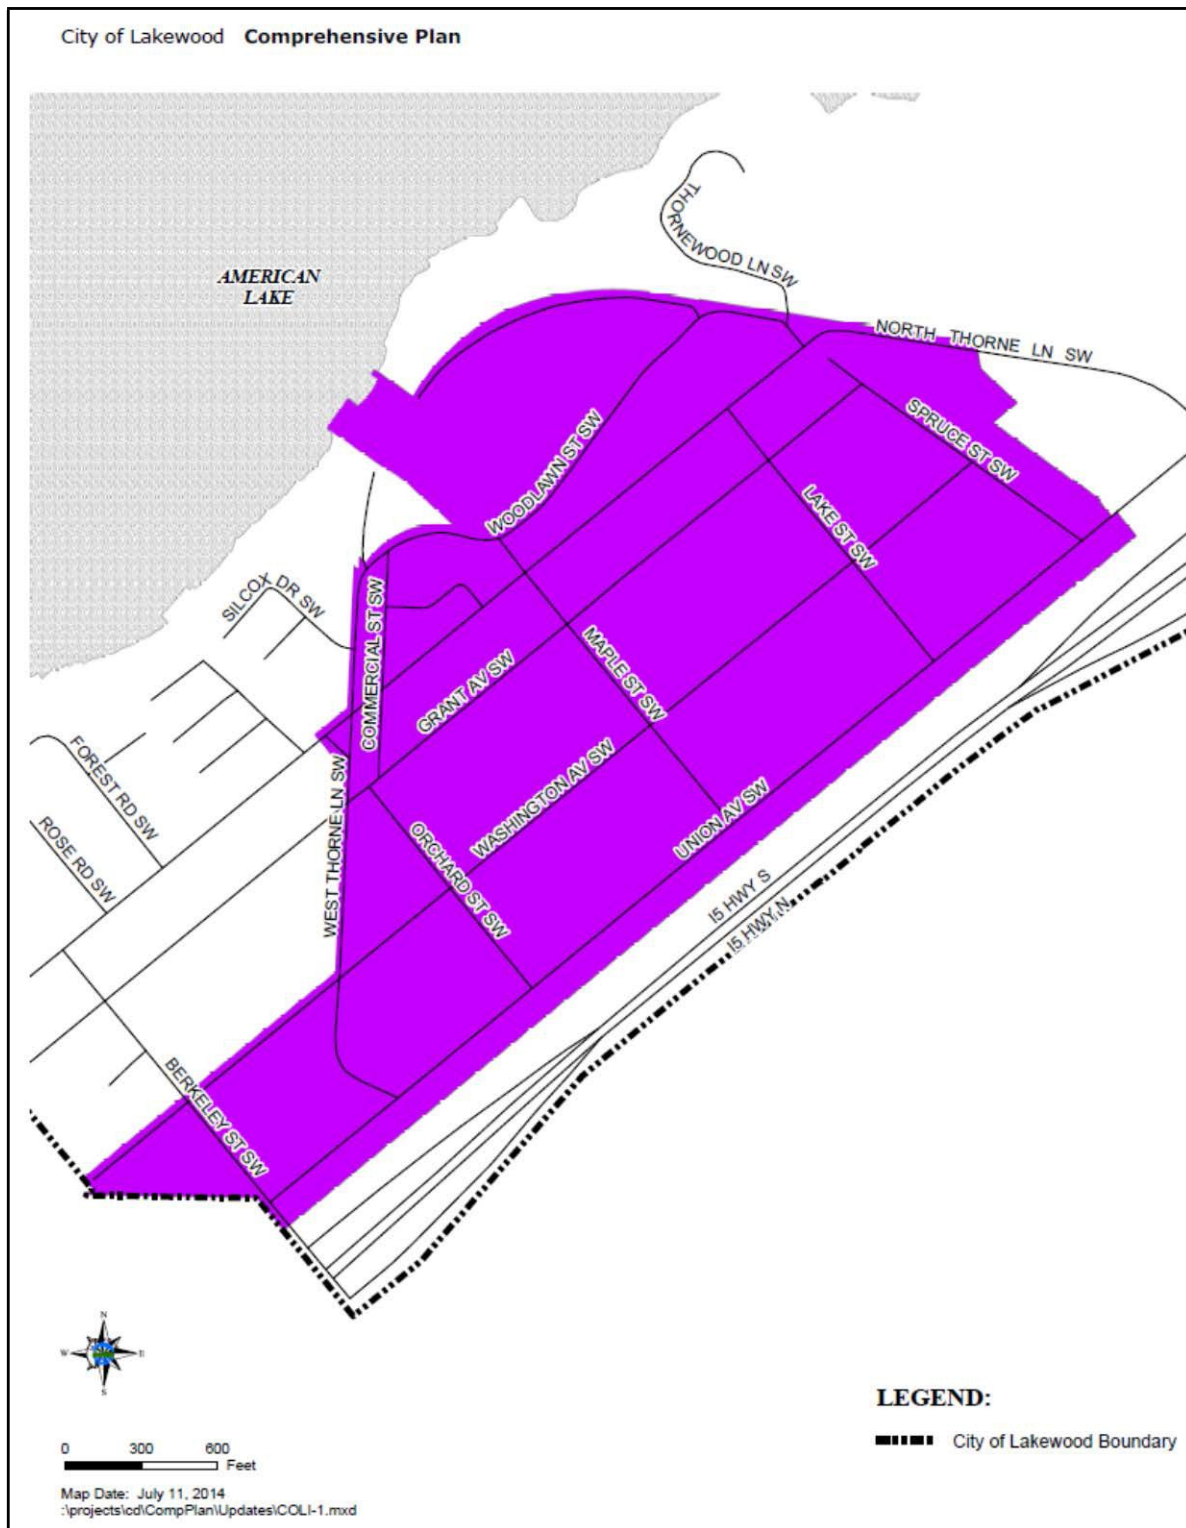 City of Lakewood Comprehensive Plan
AMERICAN
LAKE
THORNEWOOD LN SW
NORTH THORNE LN SW
SPRUCE ST SW
WOODLAWN ST SW
LAKE ST SW
SILCOX DR SW
COMMERCIAL ST SW
MAPLE ST SW
GRANT AV SW
FOREST RD SW
WASHINGTON AV SW
UNION AV SW
ROSE RD SW
WEST THORNE LN SW
ORCHARD ST SW
I5 HWY S
I5 HWY N
BERKELEY ST SW
N
W E
S
LEGEND:
City of Lakewood Boundary
0 300 600
Feet
Map Date: July 11, 2014
:\projects\cd\CompPlan\Updates\COLI-1.mxd